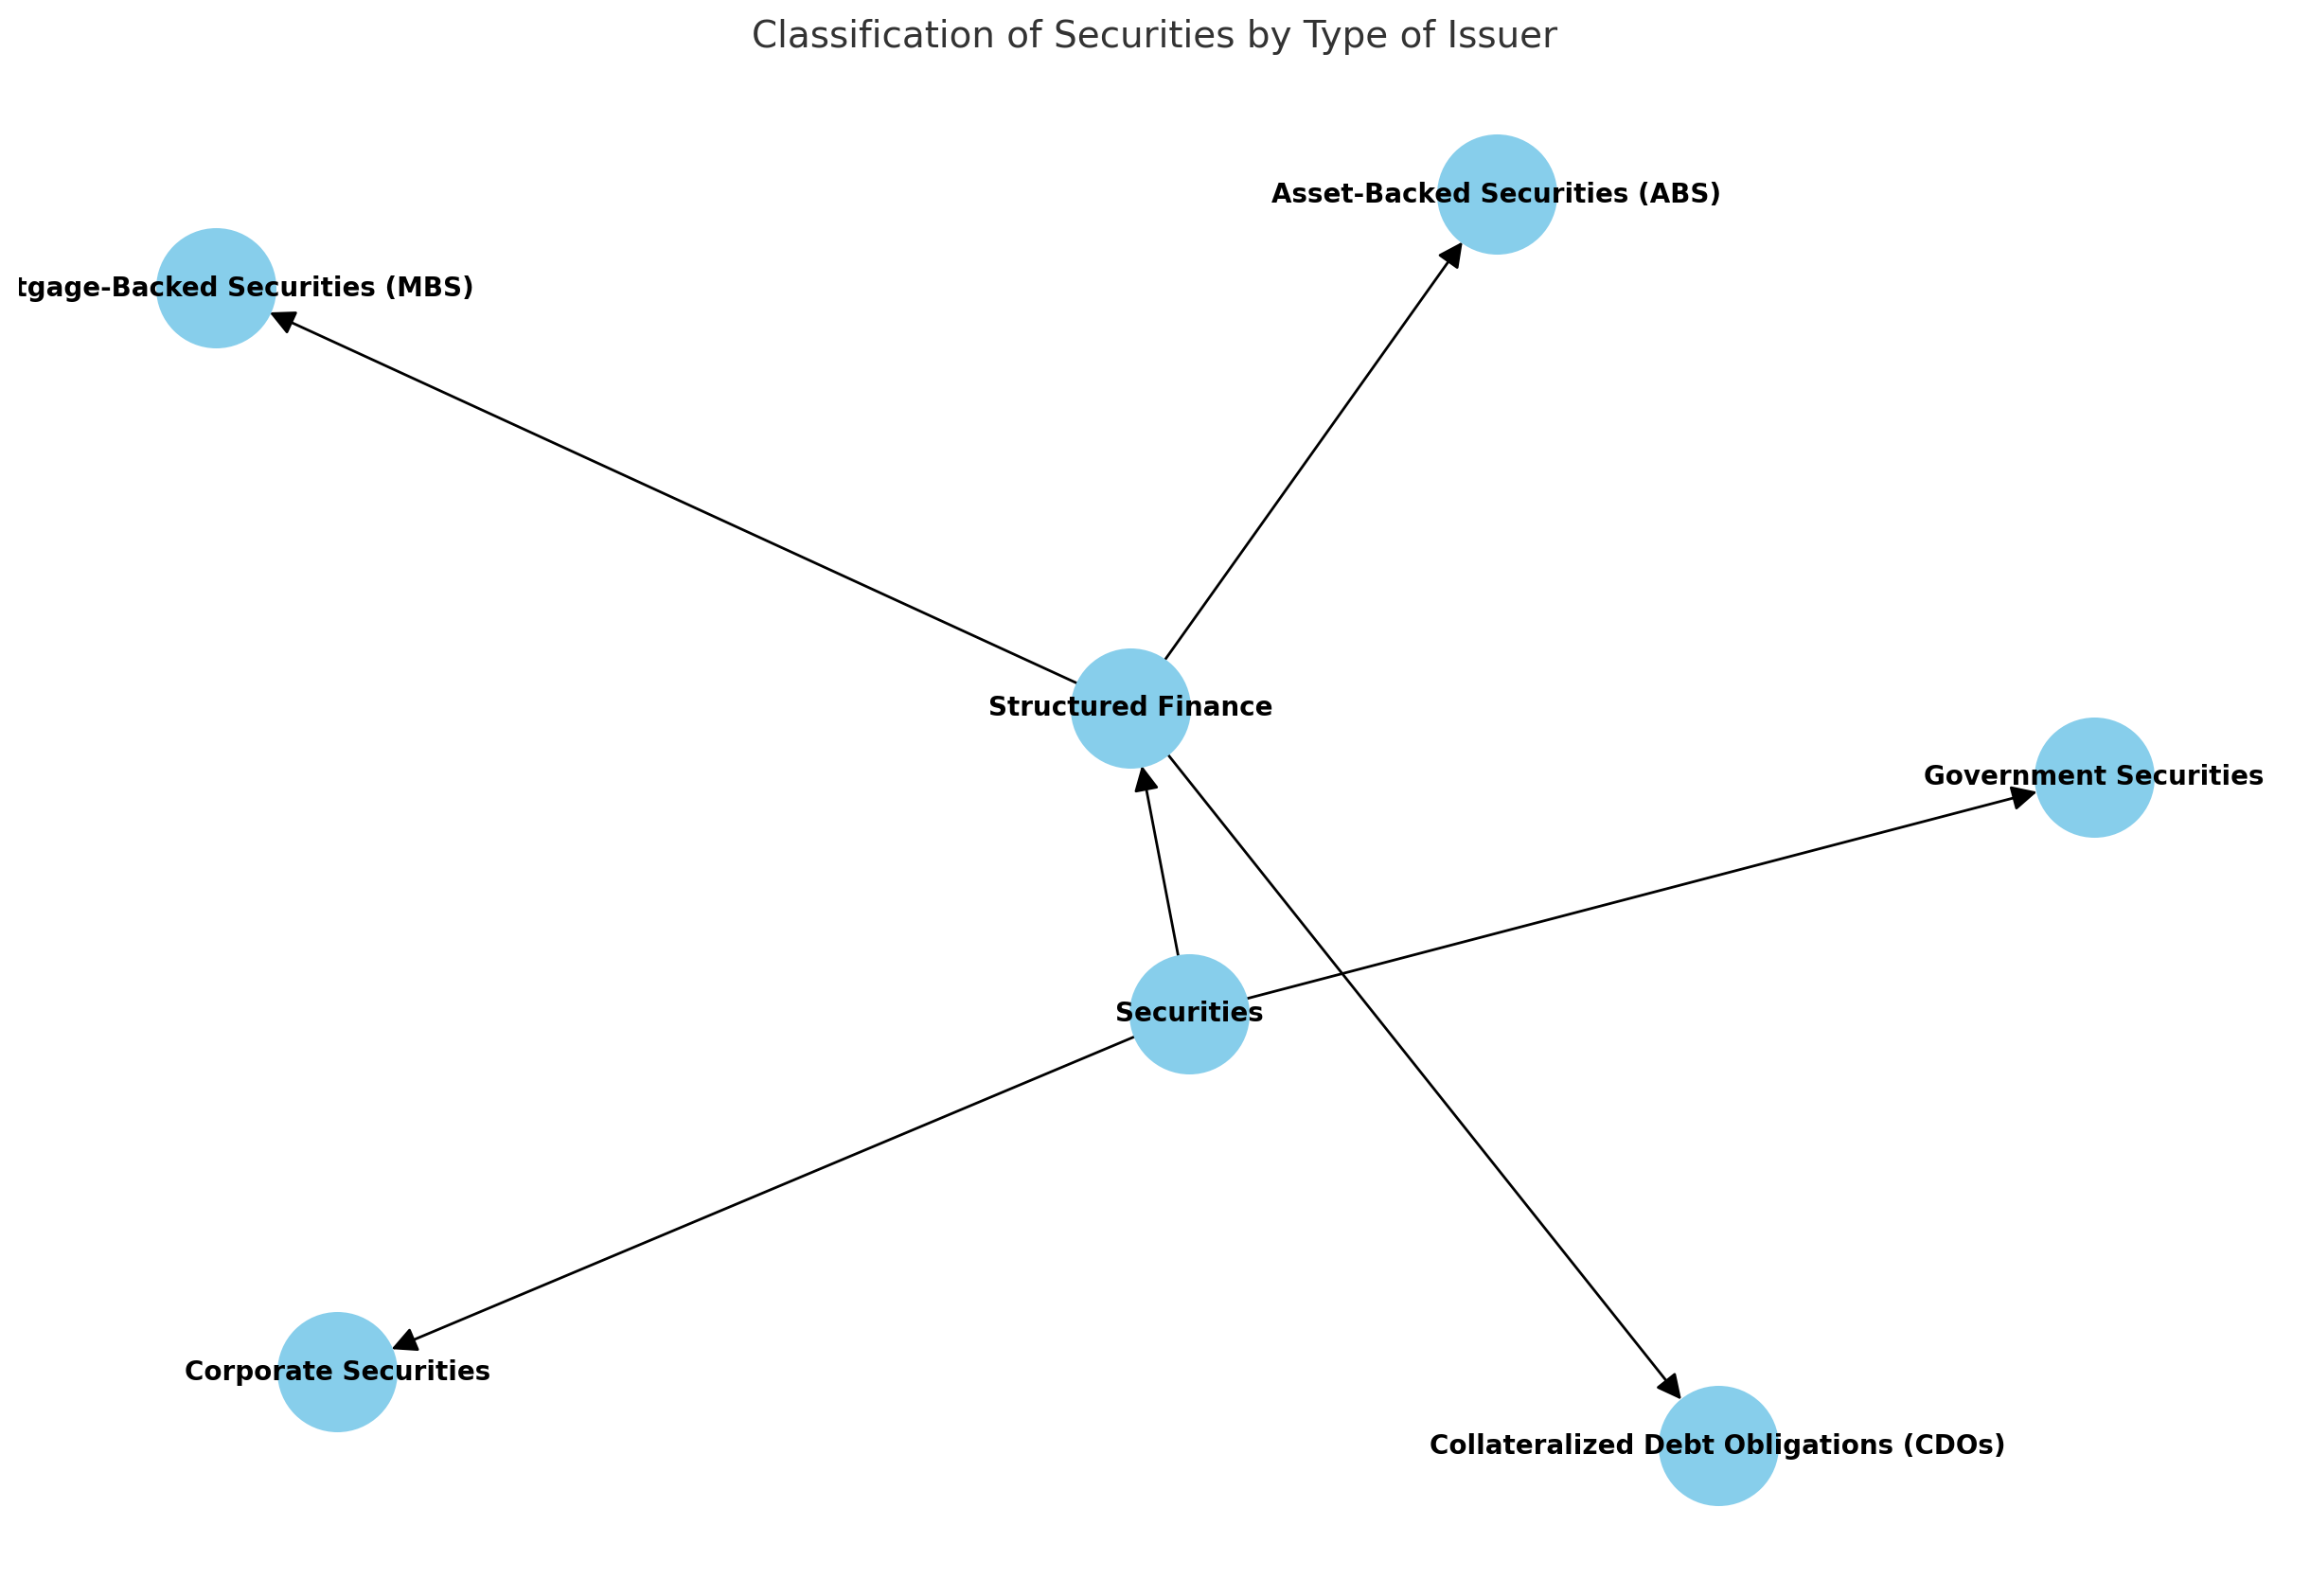 Classification of Securities by Type of Issuer
Asset-Backed Securities (ABS)
tgage-Backed Securities (MBS)
Structured Finance
Government Securities
Securities
Corporate Securities
Collateralized Debt Obligations (CDOs)